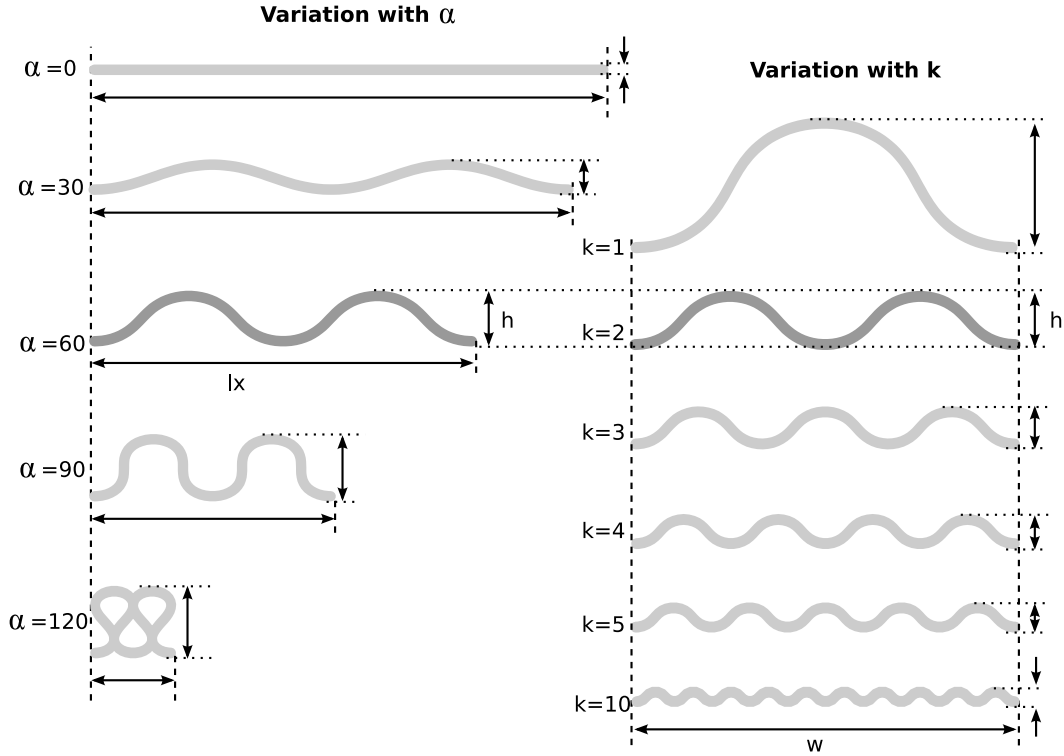 Variation with α
α =0
α =30
α =60
h
lx
α =90
α =120
Variation with k
k=1
k=2
h
k=3
k=4
k=5
k=10
w